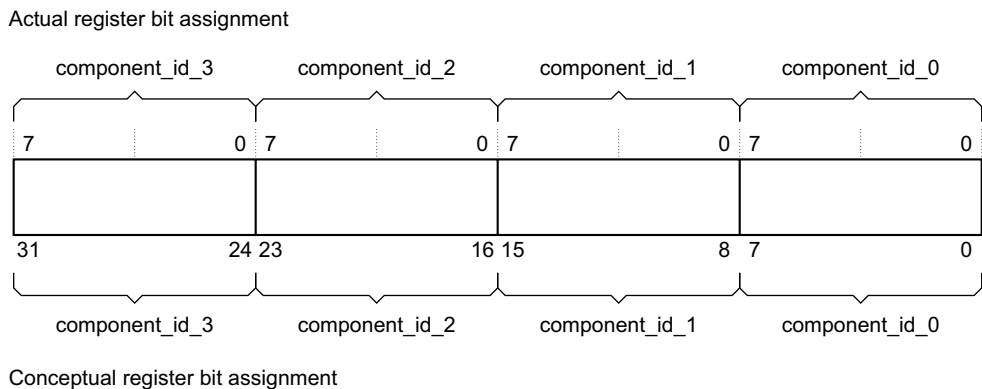 Actual register bit assignment
component_id_3 component_id_2 component_id_1 component_id_0
7 0 7 0 7 0 7 0
31 24 23 16 15 8 7 0
component_id_3 component_id_2 component_id_1 component_id_0
Conceptual register bit assignment